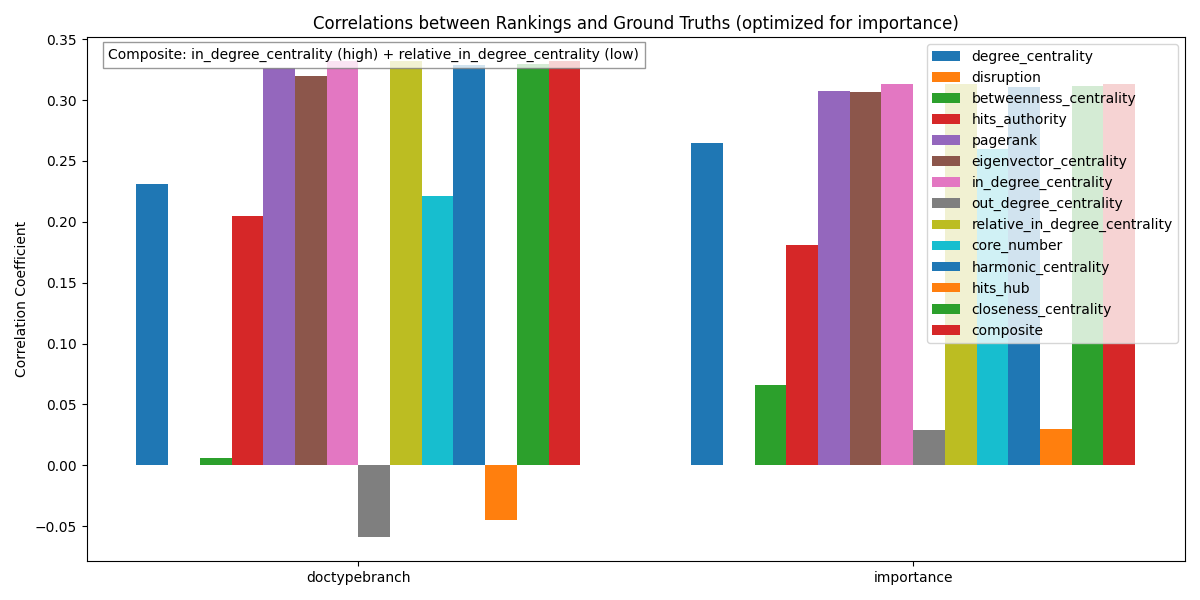 Correlations between Rankings and Ground Truths (optimized for importance)
Composite: in_degree_centrality (high) + relative_in_degree_centrality (low)
degree_centrality
disruption
betweenness_centrality
hits_authority
pagerank
eigenvector_centrality
in_degree_centrality
out_degree_centrality
relative_in_degree_centrality
core_number
harmonic_centrality
hits_hub
closeness_centrality
composite
Correlation Coefficient
0.35
0.30
0.25
0.20
0.15
0.10
0.05
0.00
−0.05
doctypebranch
importance